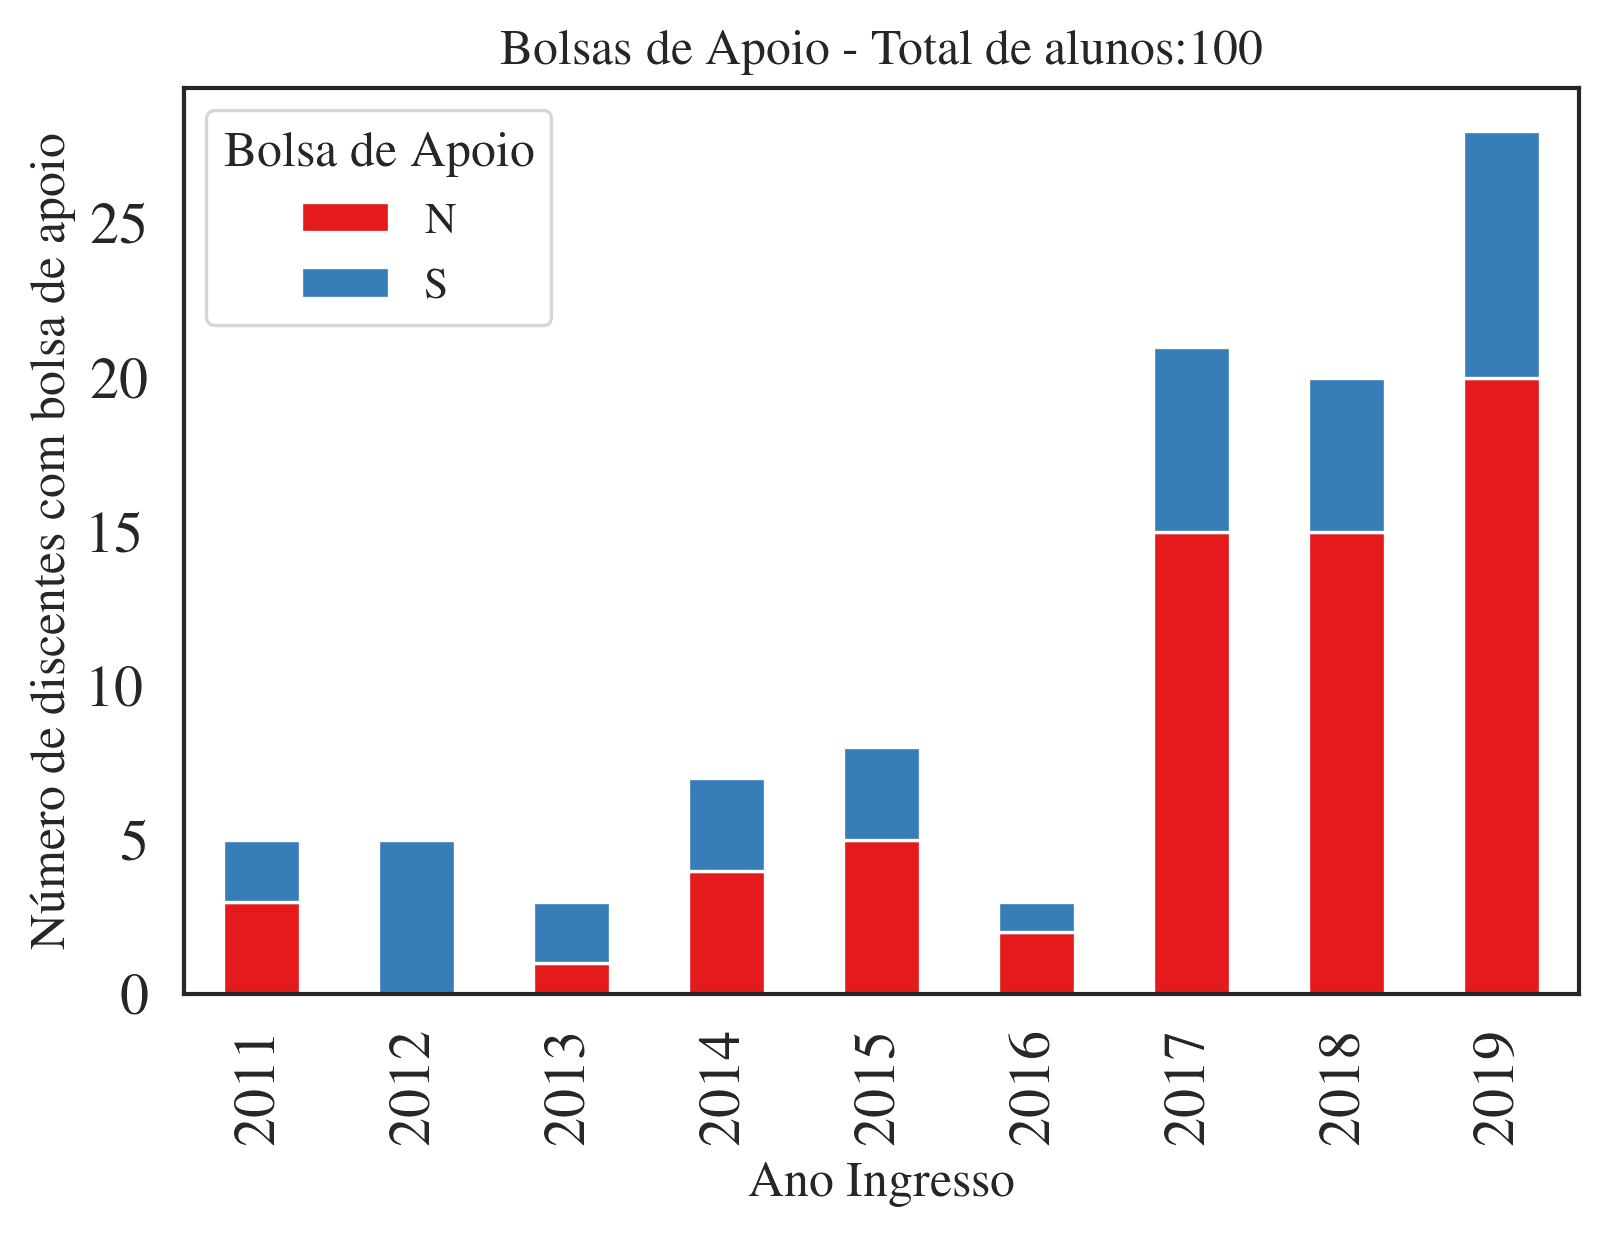 Bolsas de Apoio - Total de alunos:100
Bolsa de Apoio
N
S
Número de discentes com bolsa de apoio
25
20
15
10
5
0
2011
2012
2013
2014
2015
2016
2017
2018
2019
Ano Ingresso